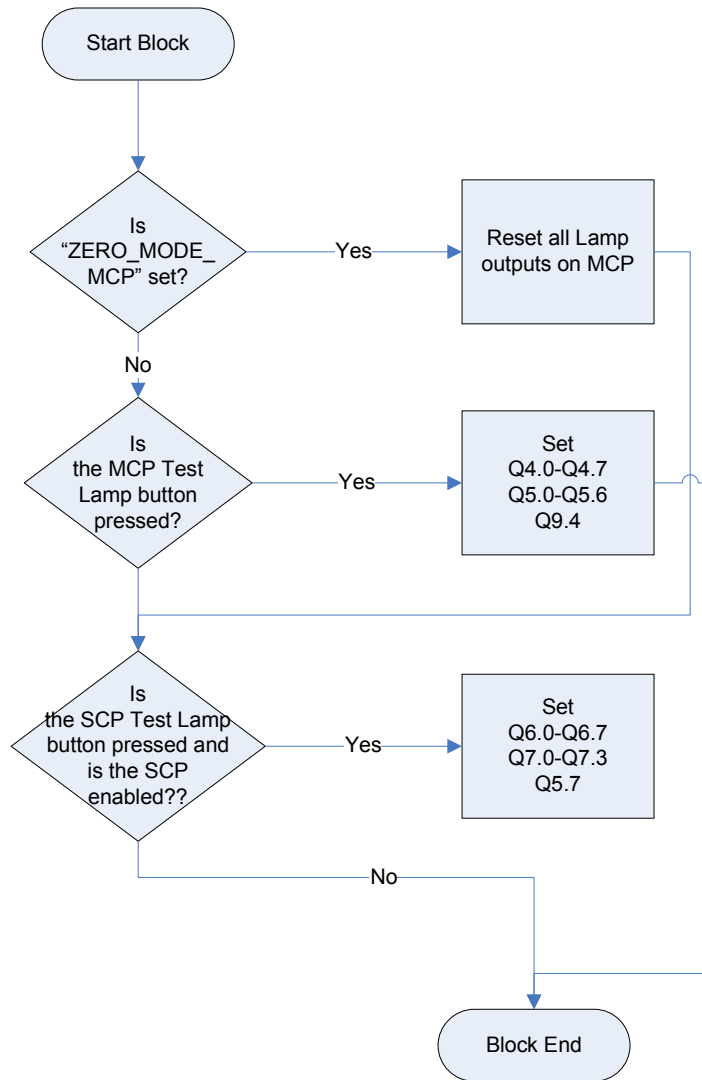 Start Block
Is
“ZERO_MODE_
MCP” set?
Yes
Reset all Lamp
outputs on MCP
No
Is
the MCP Test
Lamp button
pressed?
Yes
Set
Q4.0-Q4.7
Q5.0-Q5.6
Q9.4
Is
the SCP Test Lamp
button pressed and
is the SCP
enabled??
Yes
Set
Q6.0-Q6.7
Q7.0-Q7.3
Q5.7
No
Block End